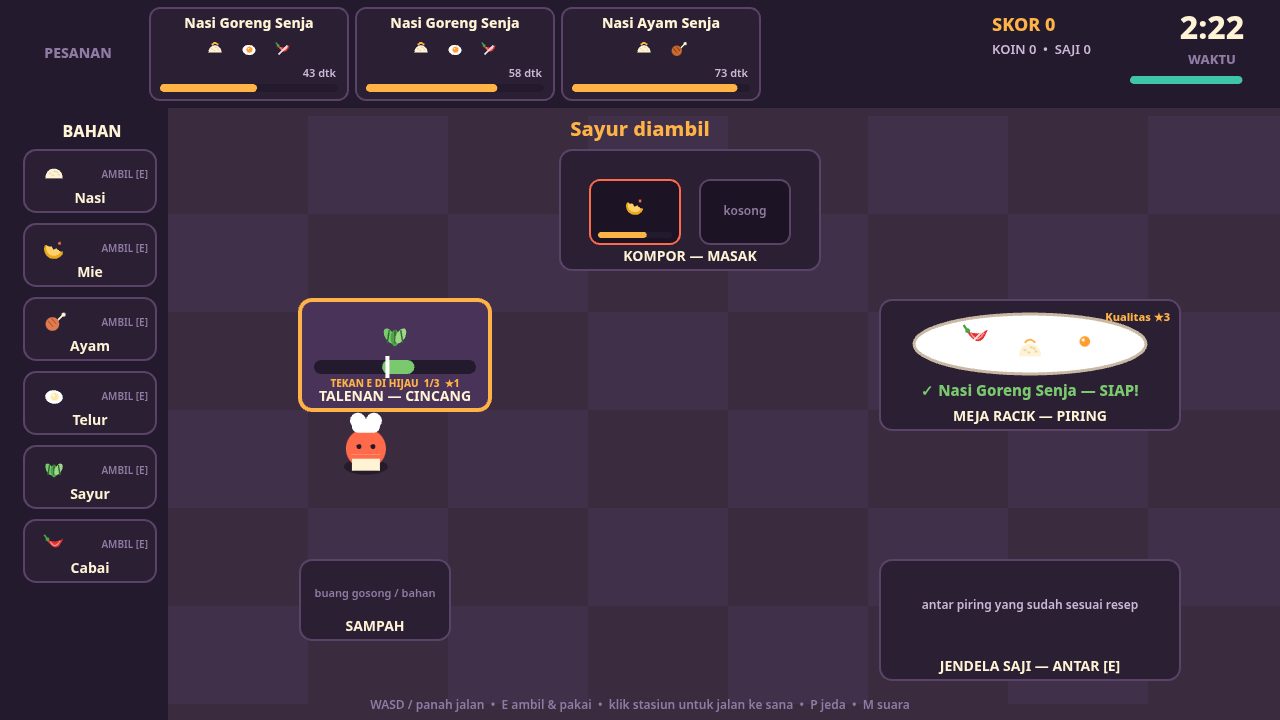 PESANAN
Nasi Goreng Senja
43 dtk
Nasi Goreng Senja
58 dtk
Nasi Ayam Senja
73 dtk
SKOR 0
KOIN 0 • SAJI 0
2:22
WAKTU
BAHAN
AMBIL [E]
Nasi
AMBIL [E]
Mie
AMBIL [E]
Ayam
AMBIL [E]
Telur
AMBIL [E]
Sayur
AMBIL [E]
Cabai
Sayur diambil
kosong
KOMPOR — MASAK
TEKAN E DI HIJAU 1/3 ★1
TALENAN — CINCANG
Kualitas ★3
✓ Nasi Goreng Senja — SIAP!
MEJA RACIK — PIRING
buang gosong / bahan
SAMPAH
antar piring yang sudah sesuai resep
JENDELA SAJI — ANTAR [E]
WASD / panah jalan • E ambil & pakai • klik stasiun untuk jalan ke sana • P jeda • M suara